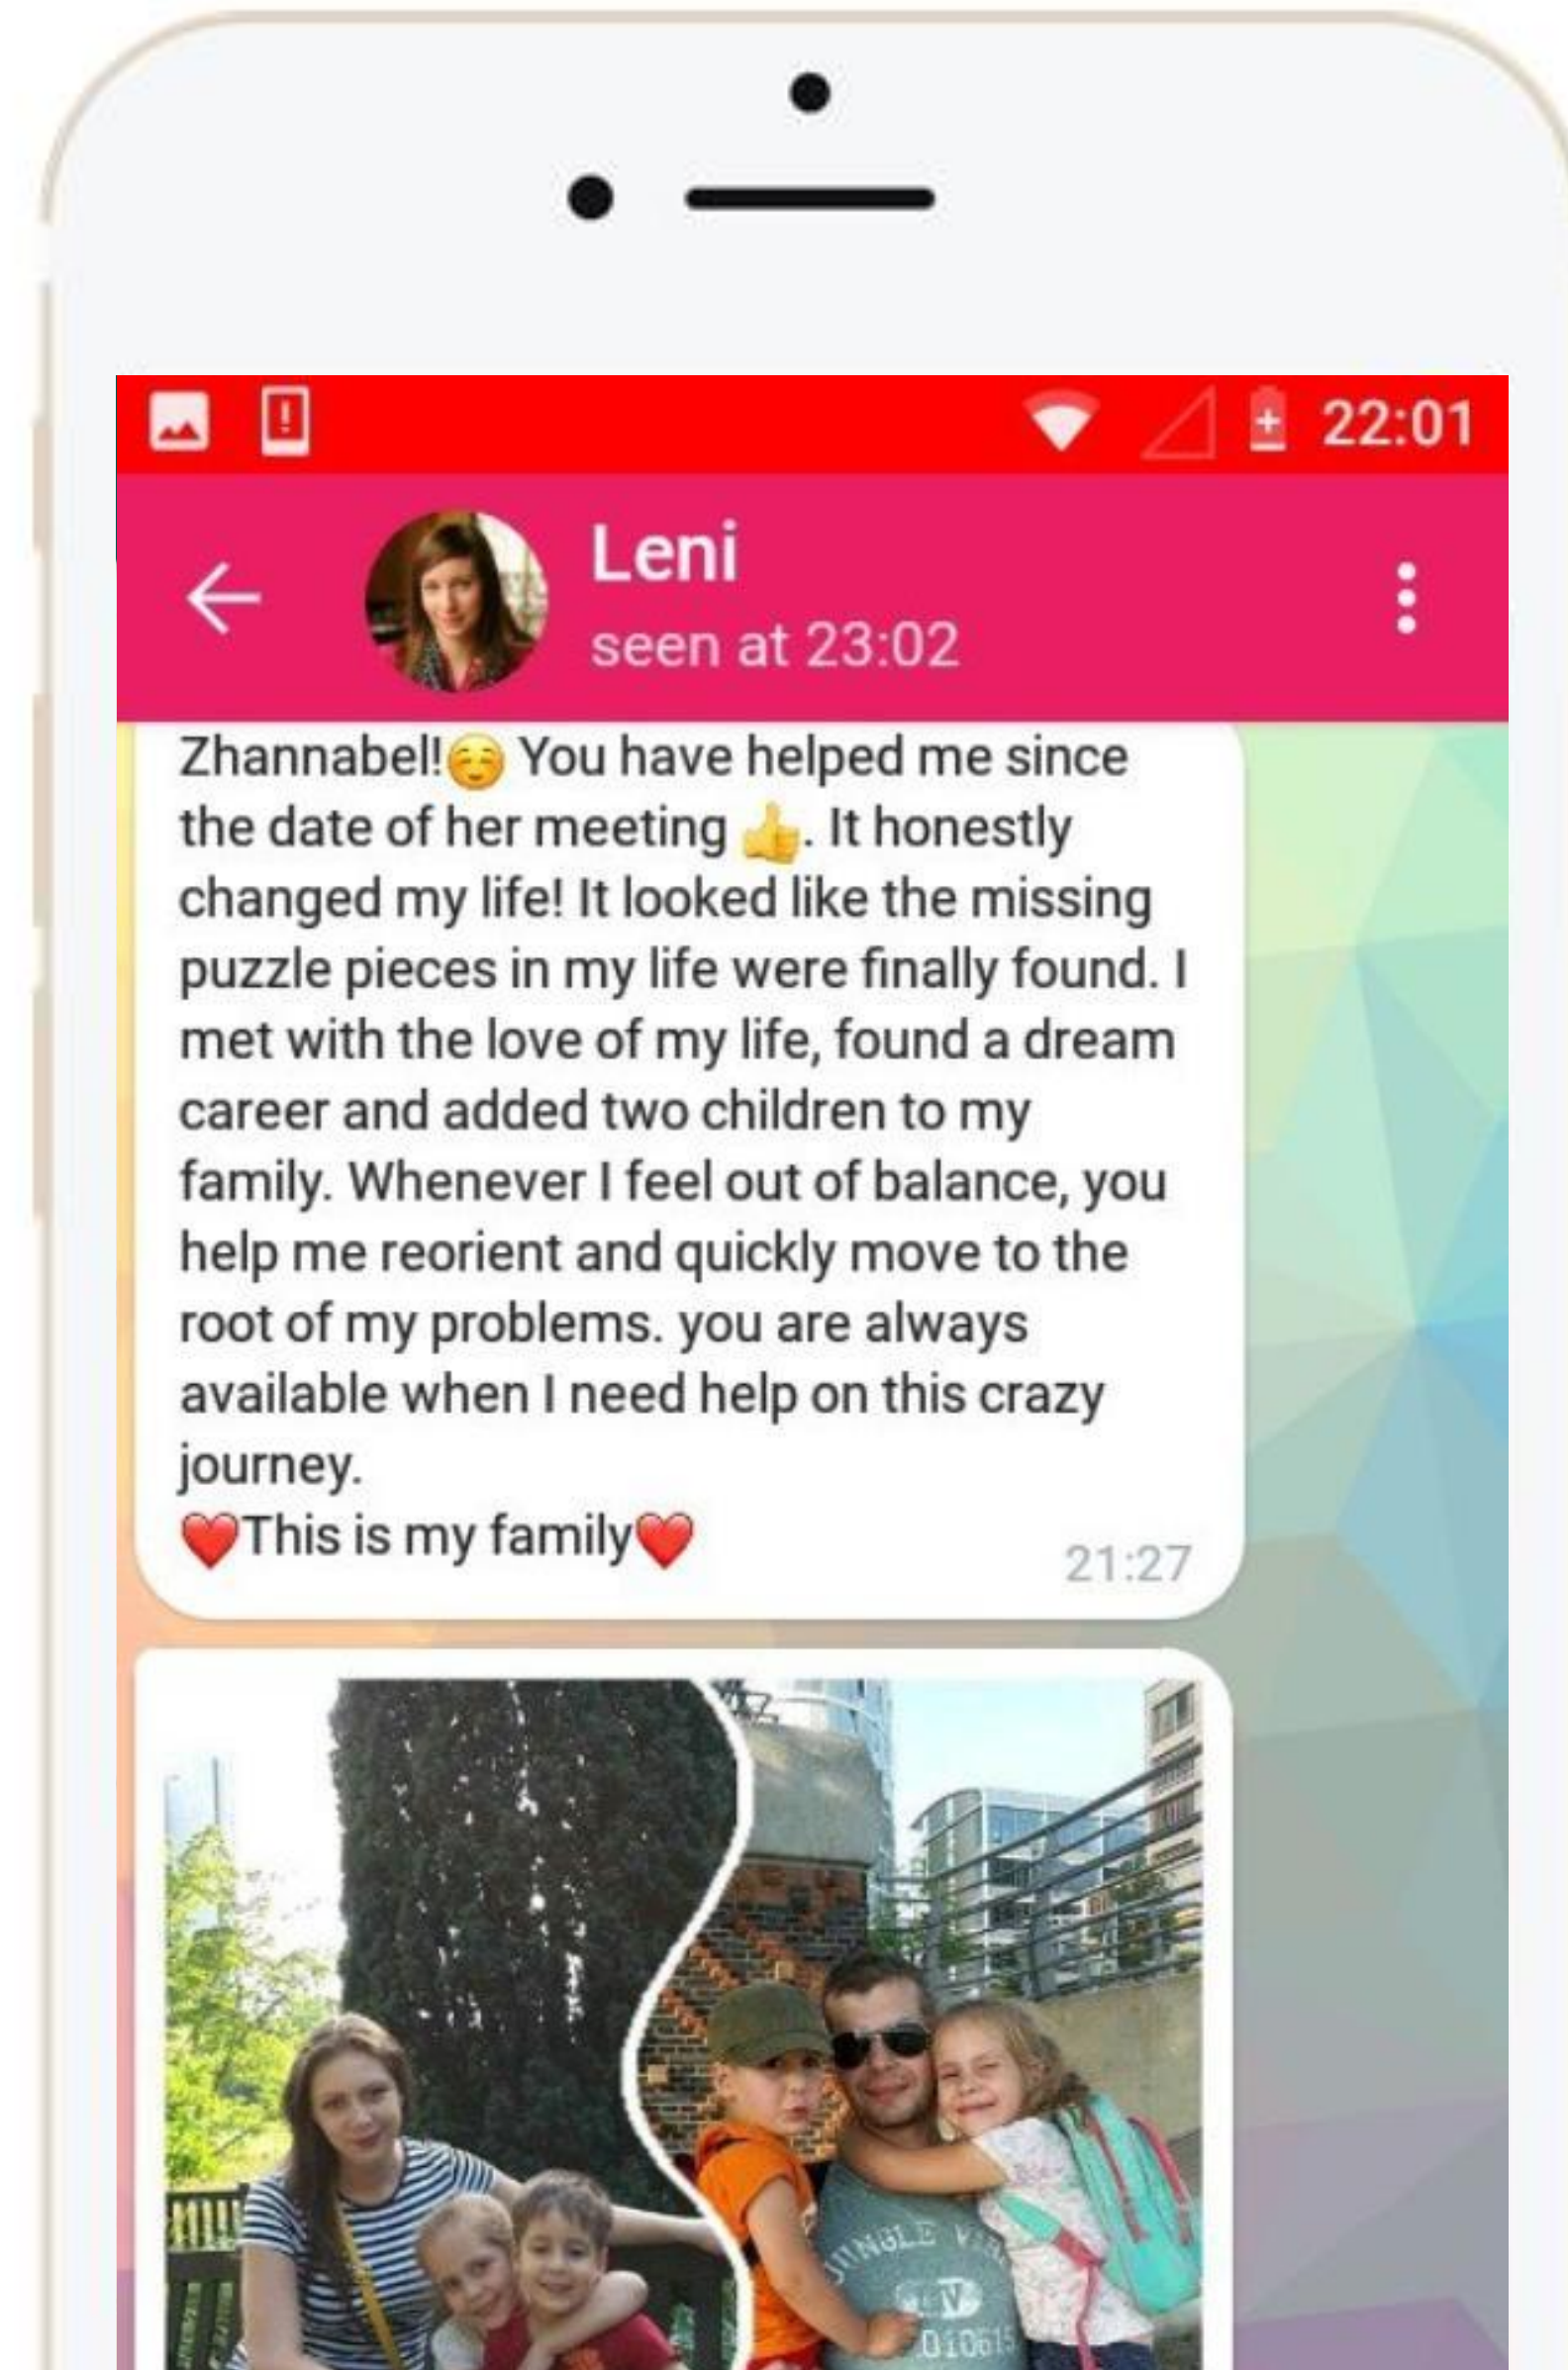 22:01
Leni
seen at 23:02
Zhannabel!☺️ You have helped me since
the date of her meeting 👍. It honestly
changed my life! It looked like the missing
puzzle pieces in my life were finally found. I
met with the love of my life, found a dream
career and added two children to my
family. Whenever I feel out of balance, you
help me reorient and quickly move to the
root of my problems. you are always
available when I need help on this crazy
journey.
❤️This is my family❤️
21:27
V